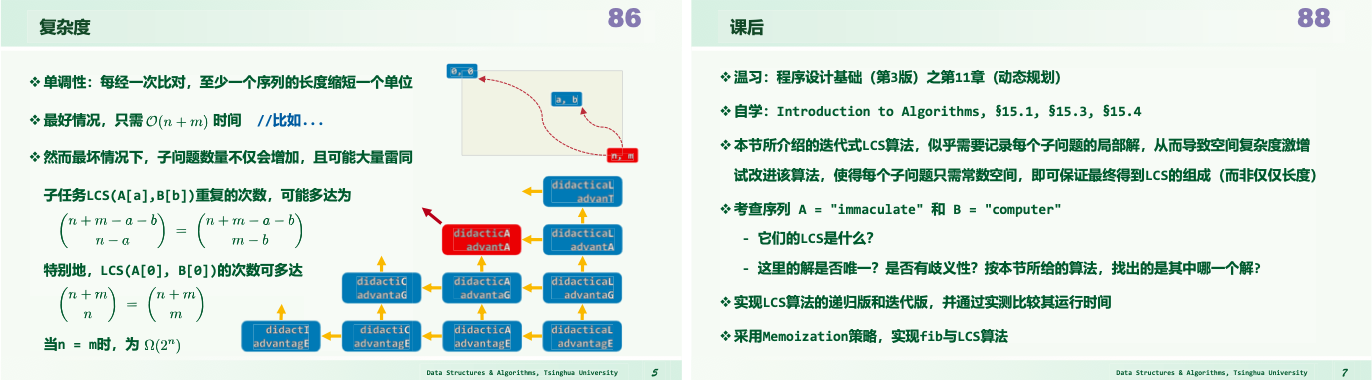 复杂度
86
❖ 单调性：每经一次比对，至少一个序列的长度缩短一个单位
❖ 最好情况，只需 O(n + m) 时间 //比如...
❖ 然而最坏情况下，子问题数量不仅会增加，且可能大量雷同
子任务LCS(A[a],B[b])重复的次数，可能多达为
(n + m − a − b
n − a) = (n + m − a − b
m − b)
特别地，LCS(A[0], B[0])的次数可多达
(n + m
n) = (n + m
m)
当n = m时，为 Ω(2^n)
0, 0
a, b
n, m
didacticaL
advanT
didacticA
advantA
didacticaL
advantA
didactiC
advantaG
didacticA
advantaG
didacticaL
advantaG
didactI
advantagE
didactiC
advantagE
didacticA
advantagE
didacticaL
advantagE
Data Structures & Algorithms, Tsinghua University
5
课后
88
❖ 温习：程序设计基础（第3版）之第11章（动态规划）
❖ 自学：Introduction to Algorithms, §15.1, §15.3, §15.4
❖ 本节所介绍的迭代式LCS算法，似乎需要记录每个子问题的局部解，从而导致空间复杂度激增
试改进该算法，使得每个子问题只需常数空间，即可保证最终得到LCS的组成（而非仅仅长度）
❖ 考查序列 A = "immaculate" 和 B = "computer"
- 它们的LCS是什么？
- 这里的解是否唯一？是否有歧义性？按本节所给的算法，找出的是其中哪一个解?
❖ 实现LCS算法的递归版和迭代版，并通过实测比较其运行时间
❖ 采用Memoization策略，实现fib与LCS算法
Data Structures & Algorithms, Tsinghua University
7